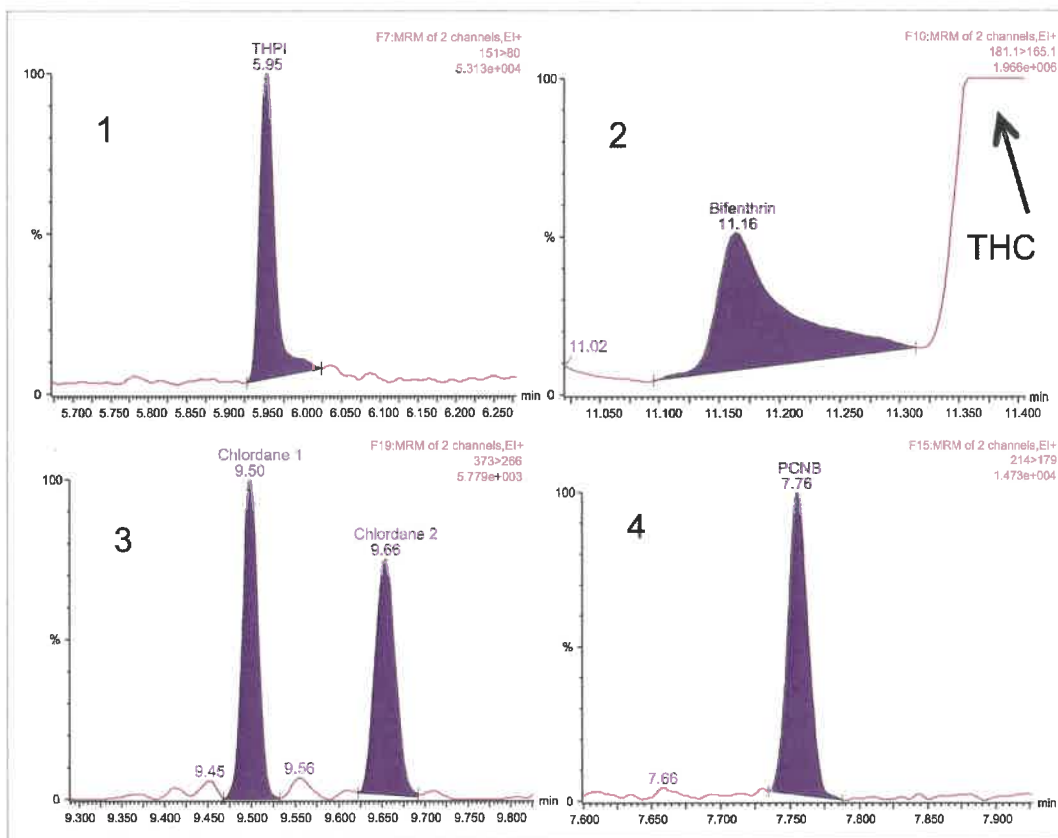 F7:MRM of 2 channels,EI+
151>80
5.313e+004
THPI
5.95
100
1
%
0
5.700 5.750 5.800 5.850 5.900 5.950 6.000 6.050 6.100 6.150 6.200 6.250
min
F10:MRM of 2 channels,EI+
181.1>165.1
1.966e+006
100
2
Bifenthrin
11.16
THC
%
11.02
0
11.050 11.100 11.150 11.200 11.250 11.300 11.350 11.400
min
F19:MRM of 2 channels,EI+
373>266
5.779e+003
Chlordane 1
9.50
100
3
Chlordane 2
9.66
%
9.45
9.56
0
9.300 9.350 9.400 9.450 9.500 9.550 9.600 9.650 9.700 9.750 9.800
min
F15:MRM of 2 channels,EI+
214>179
1.473e+004
PCNB
7.76
100
4
%
7.66
0
7.600 7.650 7.700 7.750 7.800 7.850 7.900
min